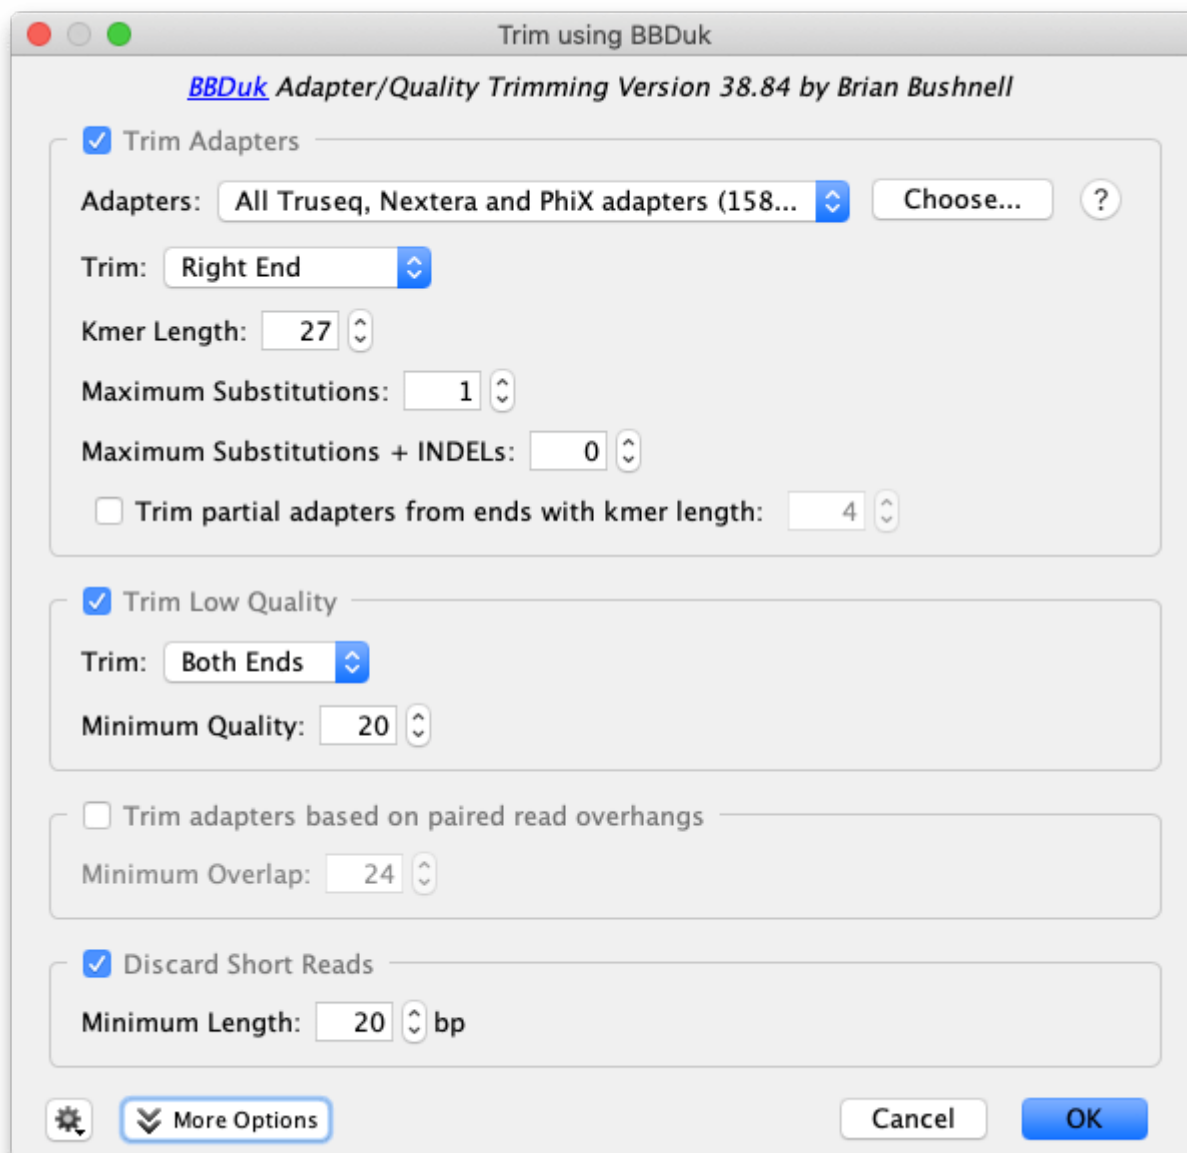 Trim using BBDuk
BBDuk Adapter/Quality Trimming Version 38.84 by Brian Bushnell
Trim Adapters
Adapters: All Truseq, Nextera and PhiX adapters (158... Choose... ?
Trim: Right End
Kmer Length: 27
Maximum Substitutions: 1
Maximum Substitutions + INDELs: 0
Trim partial adapters from ends with kmer length: 4
Trim Low Quality
Trim: Both Ends
Minimum Quality: 20
Trim adapters based on paired read overhangs
Minimum Overlap: 24
Discard Short Reads
Minimum Length: 20 bp
More Options Cancel OK